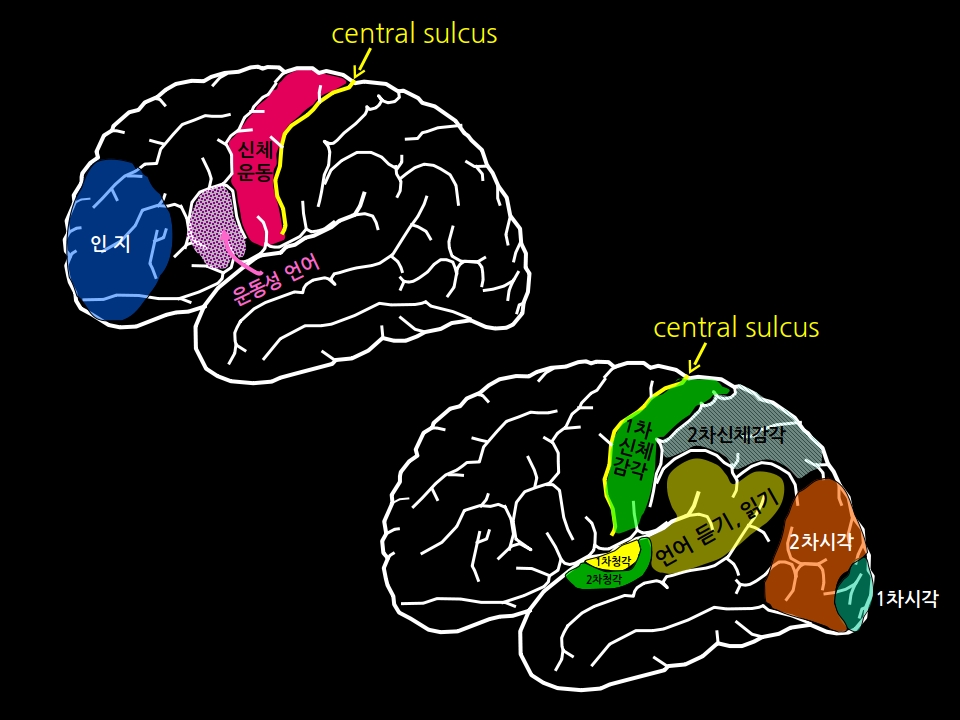 central sulcus
신체
운동
인 지
운동성 언어
central sulcus
1차
신체
감각
2차신체감각
언어 듣기, 읽기
2차시각
1차청각
2차청각
1차시각